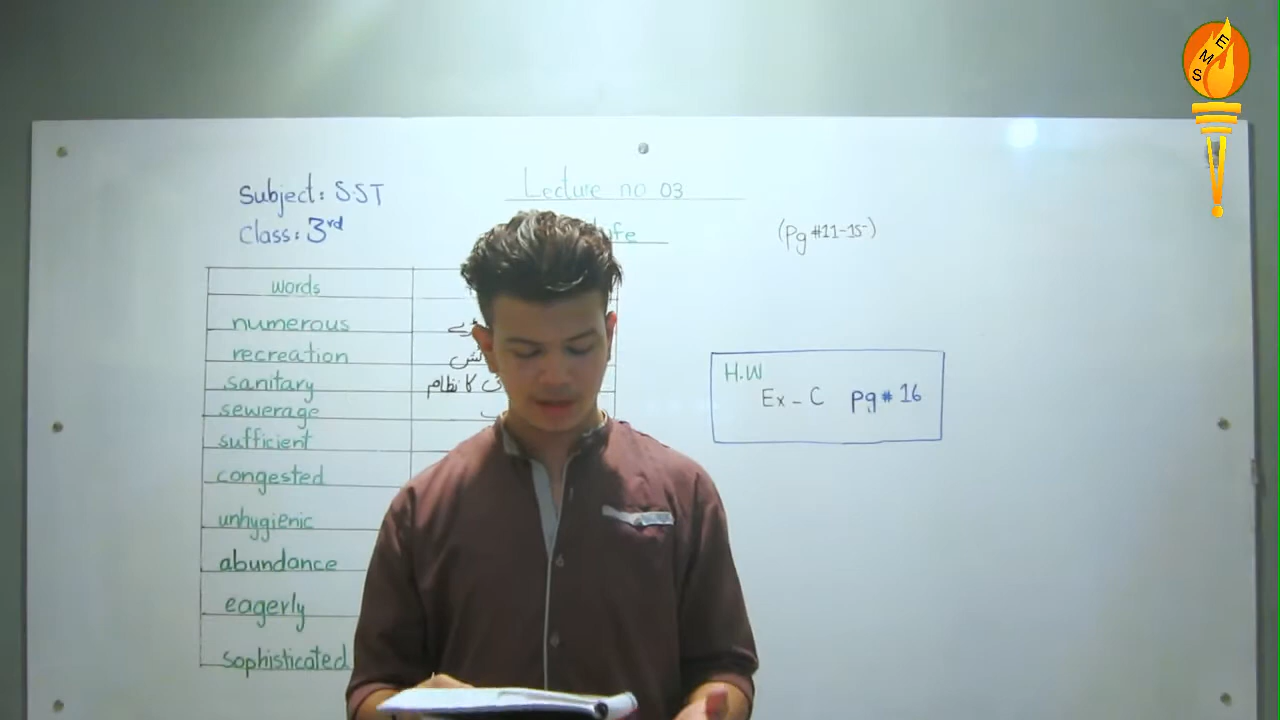 E
M
S
Subject: S.ST
Lecture no 03
Class: 3rd
(Pg #11-15)
words
numerous
recreation
sanitary کا نظام
sewerage
sufficient
congested
unhygienic
abundance
eagerly
sophisticated
H.W
Ex - C pg # 16